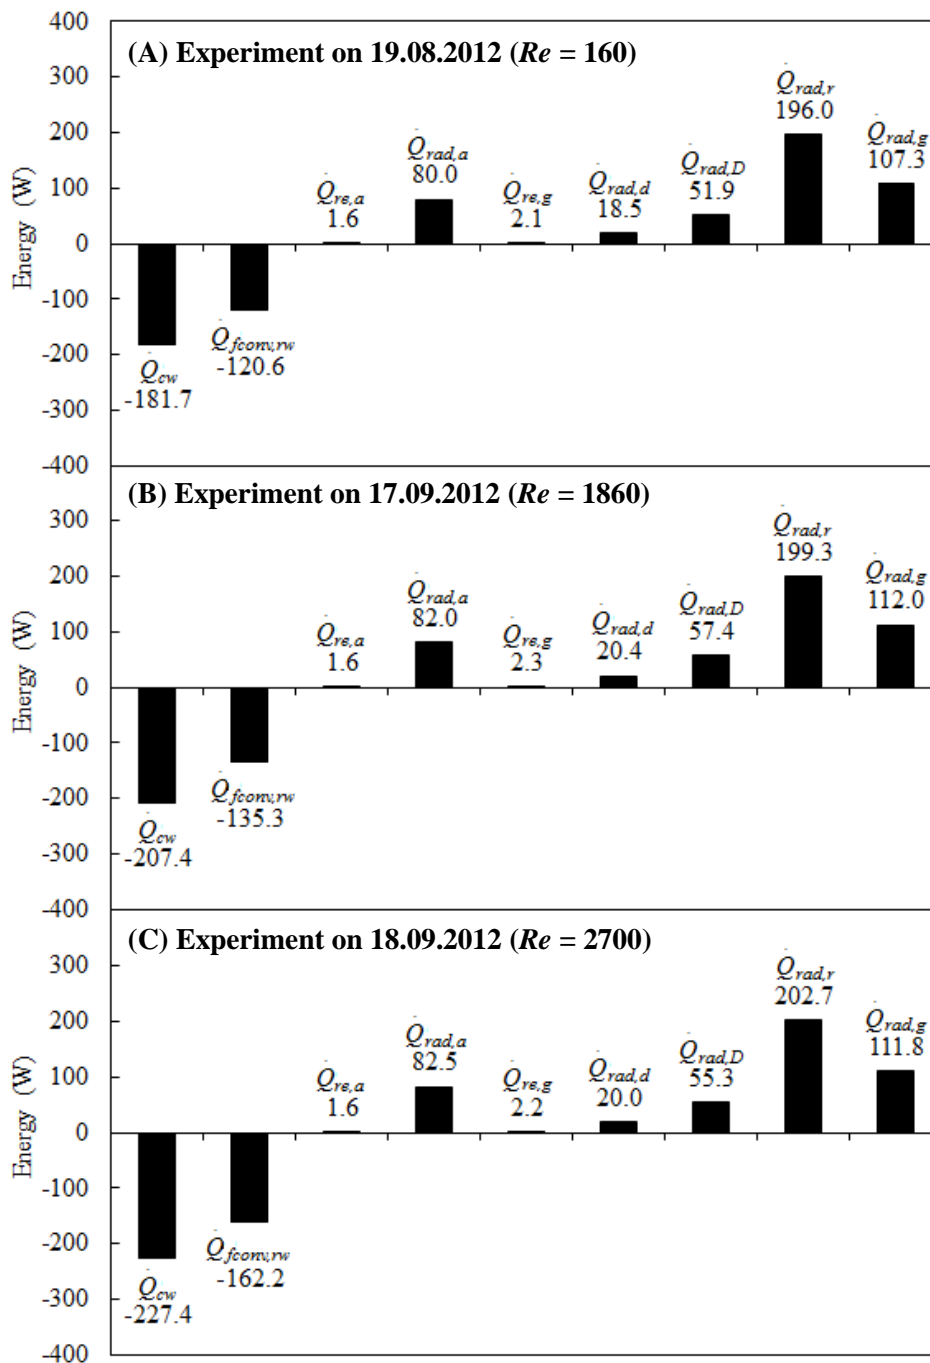 400
(A) Experiment on 19.08.2012 (Re = 160)
300
200
100
0
-100
-200
-300
-400
Energy (W)
Q̇cw
-181.7
Q̇fconv,rw
-120.6
Q̇re,a
1.6
Q̇rad,a
80.0
Q̇re,g
2.1
Q̇rad,d
18.5
Q̇rad,D
51.9
Q̇rad,r
196.0
Q̇rad,g
107.3
(B) Experiment on 17.09.2012 (Re = 1860)
300
200
100
0
-100
-200
-300
-400
Energy (W)
Q̇cw
-207.4
Q̇fconv,rw
-135.3
Q̇re,a
1.6
Q̇rad,a
82.0
Q̇re,g
2.3
Q̇rad,d
20.4
Q̇rad,D
57.4
Q̇rad,r
199.3
Q̇rad,g
112.0
(C) Experiment on 18.09.2012 (Re = 2700)
300
200
100
0
-100
-200
-300
-400
Energy (W)
Q̇cw
-227.4
Q̇fconv,rw
-162.2
Q̇re,a
1.6
Q̇rad,a
82.5
Q̇re,g
2.2
Q̇rad,d
20.0
Q̇rad,D
55.3
Q̇rad,r
202.7
Q̇rad,g
111.8